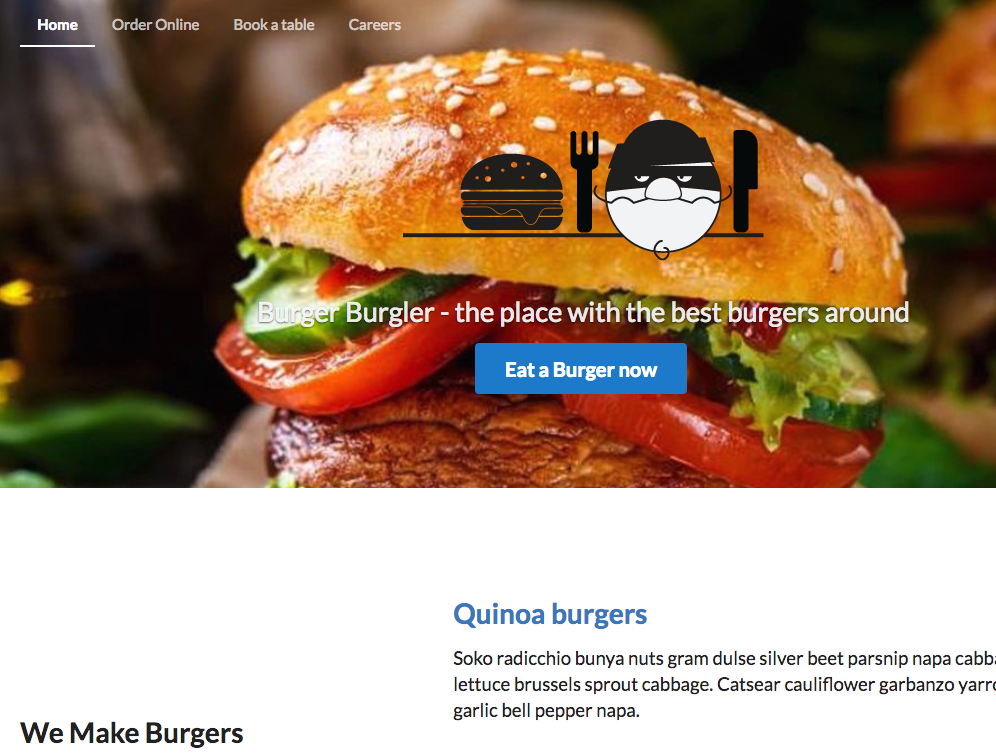 Home Order Online Book a table Careers
Burger Burgler - the place with the best burgers around
Eat a Burger now
Quinoa burgers
Soko radicchio bunya nuts gram dulse silver beet parsnip napa
lettuce brussels sprout cabbage. Catsear cauliflower garbanzo
garlic bell pepper napa.
We Make Burgers